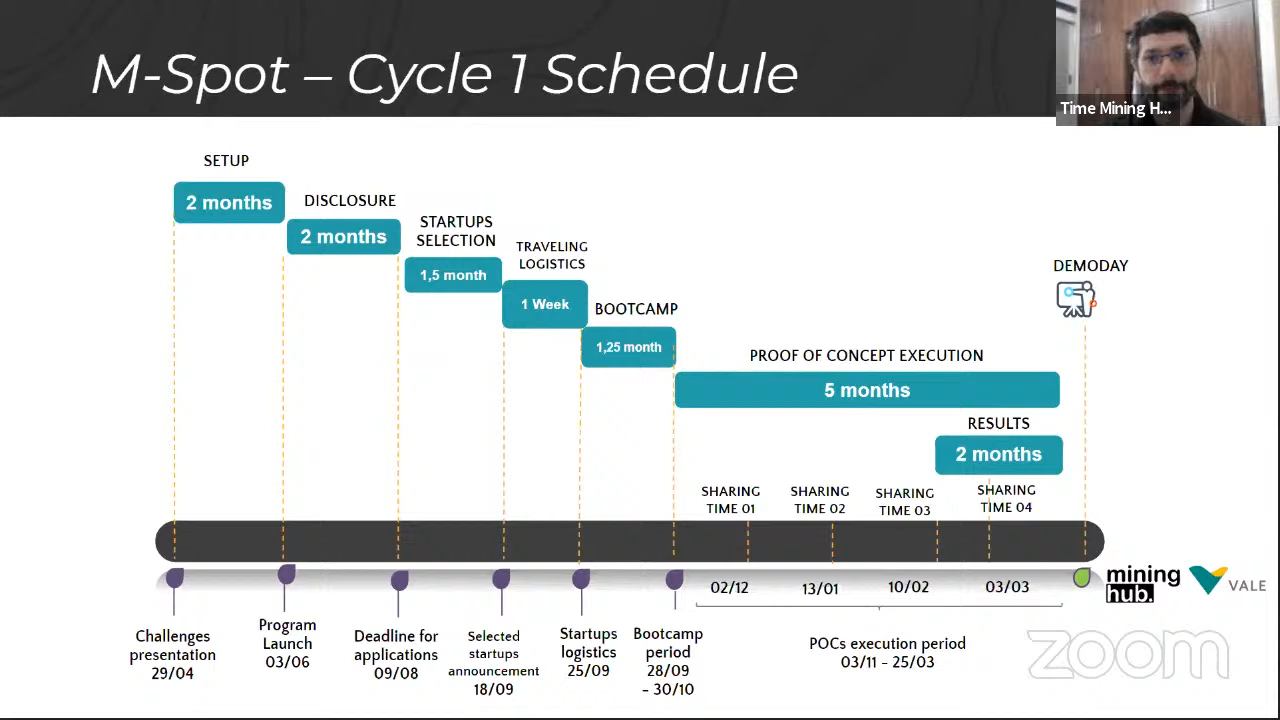 M-Spot – Cycle 1 Schedule
Time Mining H...
SETUP
2 months
DISCLOSURE
2 months
STARTUPS
SELECTION
1,5 month
TRAVELING
LOGISTICS
1 Week
BOOTCAMP
1,25 month
DEMODAY
PROOF OF CONCEPT EXECUTION
5 months
RESULTS
2 months
SHARING
TIME 01
SHARING
TIME 02
SHARING
TIME 03
SHARING
TIME 04
02/12
13/01
10/02
03/03
mining
hub.
VALE
Challenges
presentation
29/04
Program
Launch
03/06
Deadline for
applications
09/08
Selected
startups
announcement
18/09
Startups
logistics
25/09
Bootcamp
period
28/09
– 30/10
POCs execution period
03/11 – 25/03
zoom